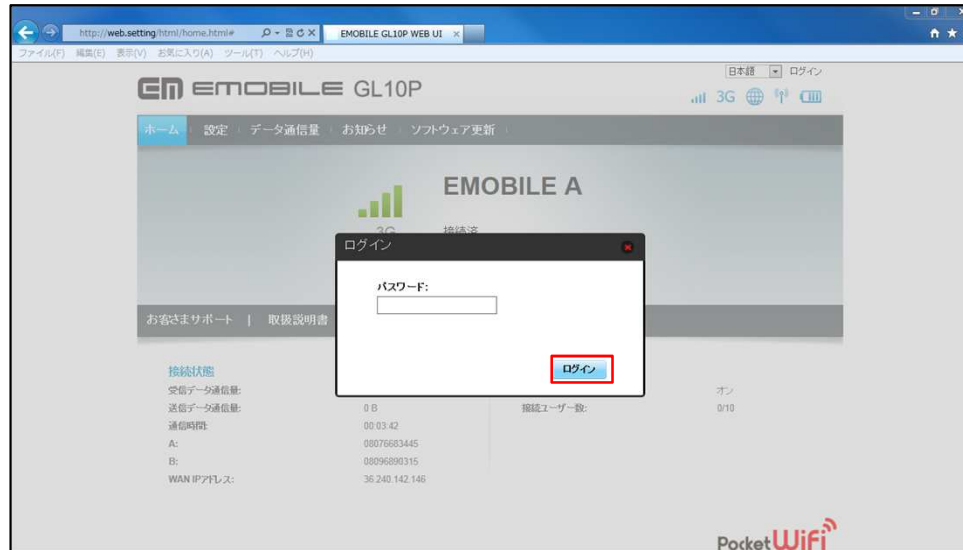 http://web.setting/html/home.html#
EMOBILE GL10P WEB UI
ファイル(F) 編集(E) 表示(V) お気に入り(A) ツール(T) ヘルプ(H)
日本語 ログイン
EM EMOBILE GL10P
3G
ホーム 設定 データ通信量 お知らせ ソフトウェア更新
EMOBILE A
3G 接続済
ログイン
パスワード:
ログイン
お客さまサポート | 取扱説明書
接続状態
受信データ通信量: オン
送信データ通信量: 0 B 接続ユーザー数: 0/10
通信時間: 00:03:42
A: 08076683445
B: 08096890315
WAN IPアドレス: 36.240.142.146
Pocket WiFi